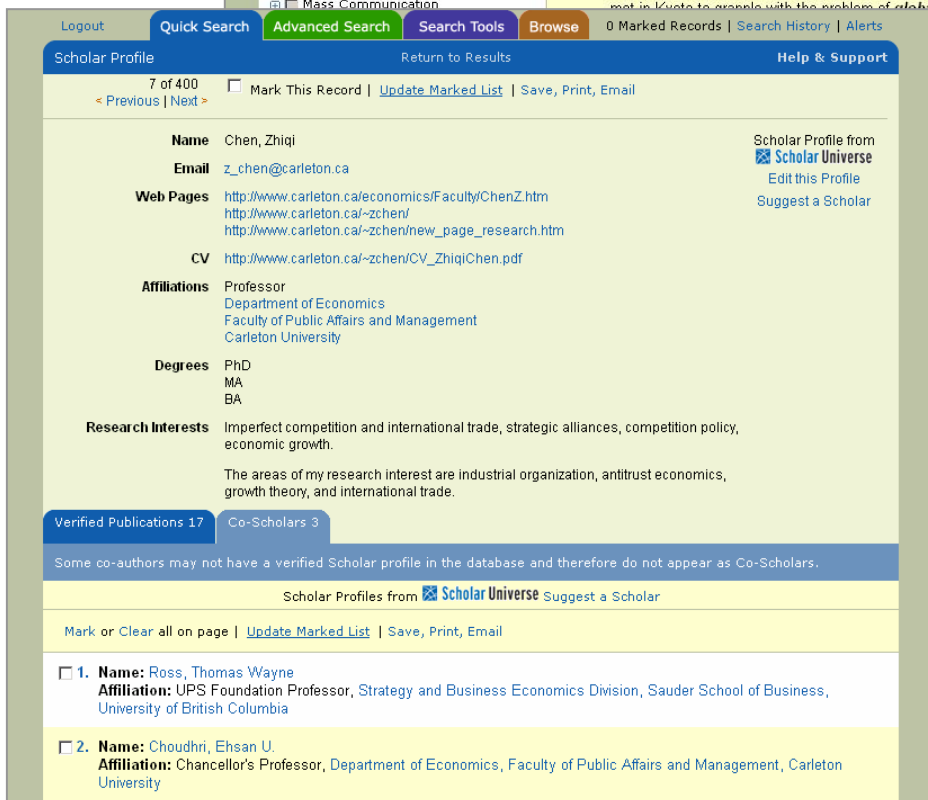 Mass Communication
met in Kyoto to grapple with the problem of
Logout Quick Search Advanced Search Search Tools Browse 0 Marked Records | Search History | Alerts
Scholar Profile Return to Results Help & Support
7 of 400
< Previous | Next >
Mark This Record | Update Marked List | Save, Print, Email
Name Chen, Zhiqi
Email z_chen@carleton.ca
Web Pages http://www.carleton.ca/economics/Faculty/ChenZ.htm
http://www.carleton.ca/~zchen/
http://www.carleton.ca/~zchen/new_page_research.htm
CV http://www.carleton.ca/~zchen/CV_ZhiqiChen.pdf
Affiliations Professor
Department of Economics
Faculty of Public Affairs and Management
Carleton University
Degrees PhD
MA
BA
Research Interests Imperfect competition and international trade, strategic alliances, competition policy,
economic growth.
The areas of my research interest are industrial organization, antitrust economics,
growth theory, and international trade.
Scholar Profile from
Scholar Universe
Edit this Profile
Suggest a Scholar
Verified Publications 17 Co-Scholars 3
Some co-authors may not have a verified Scholar profile in the database and therefore do not appear as Co-Scholars.
Scholar Profiles from Scholar Universe Suggest a Scholar
Mark or Clear all on page | Update Marked List | Save, Print, Email
1. Name: Ross, Thomas Wayne
Affiliation: UPS Foundation Professor, Strategy and Business Economics Division, Sauder School of Business,
University of British Columbia
2. Name: Choudhri, Ehsan U.
Affiliation: Chancellor's Professor, Department of Economics, Faculty of Public Affairs and Management, Carleton
University